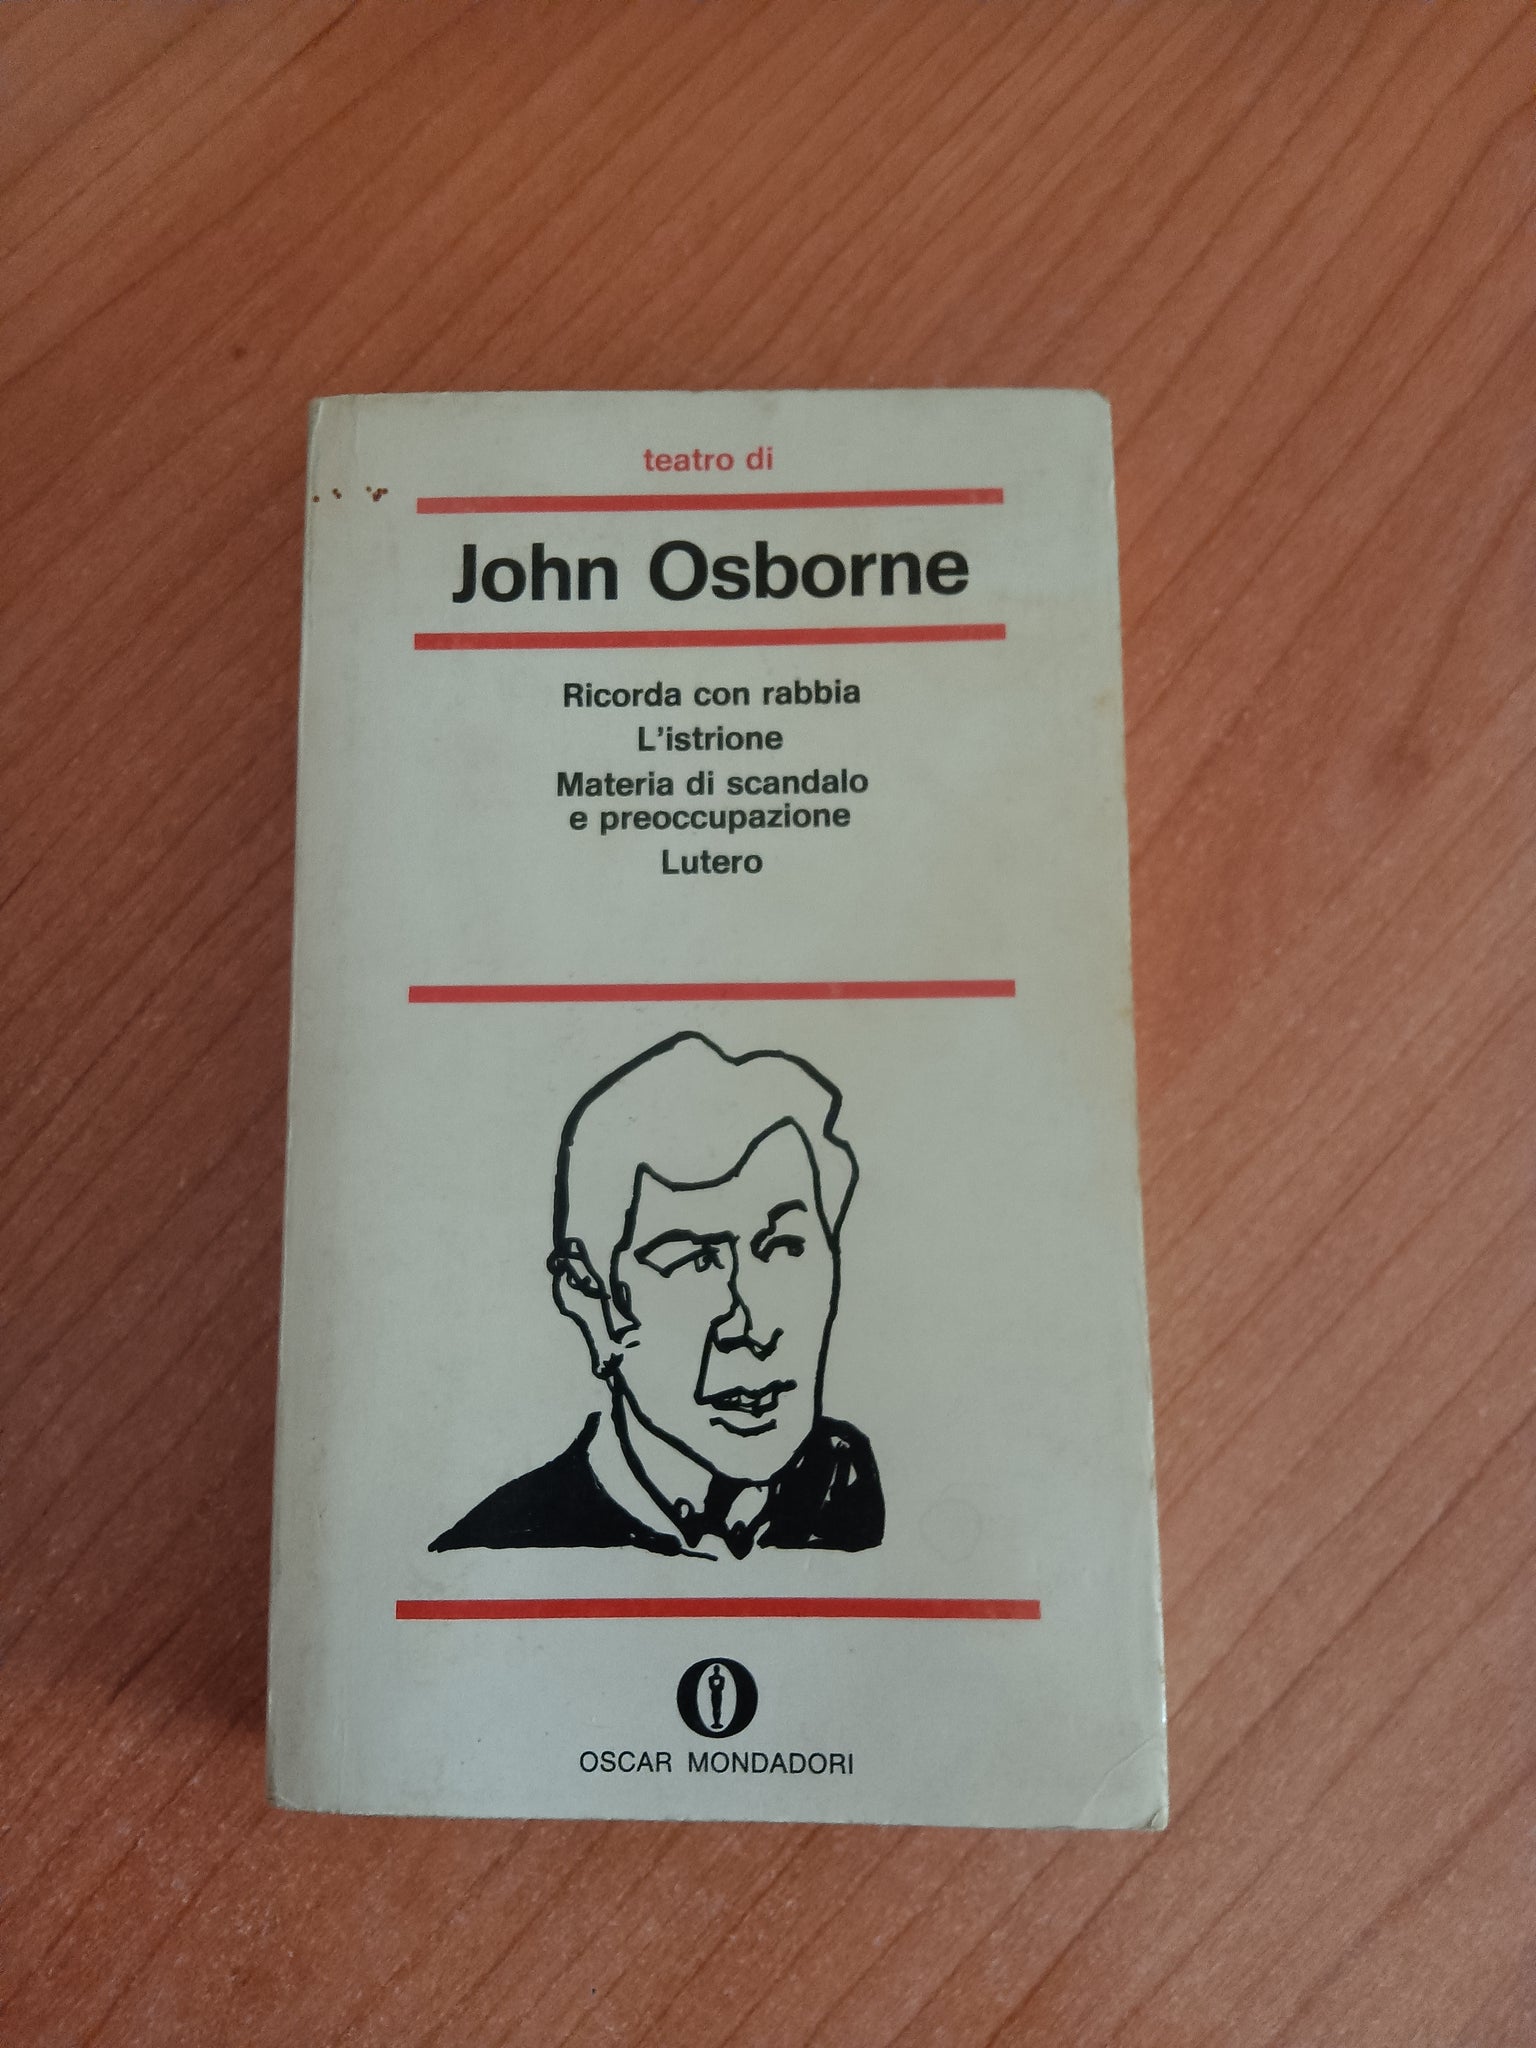 teatro di
John Osborne
Ricorda con rabbia
L'istrione
Materia di scandalo
e preoccupazione
Lutero
OSCAR MONDADORI